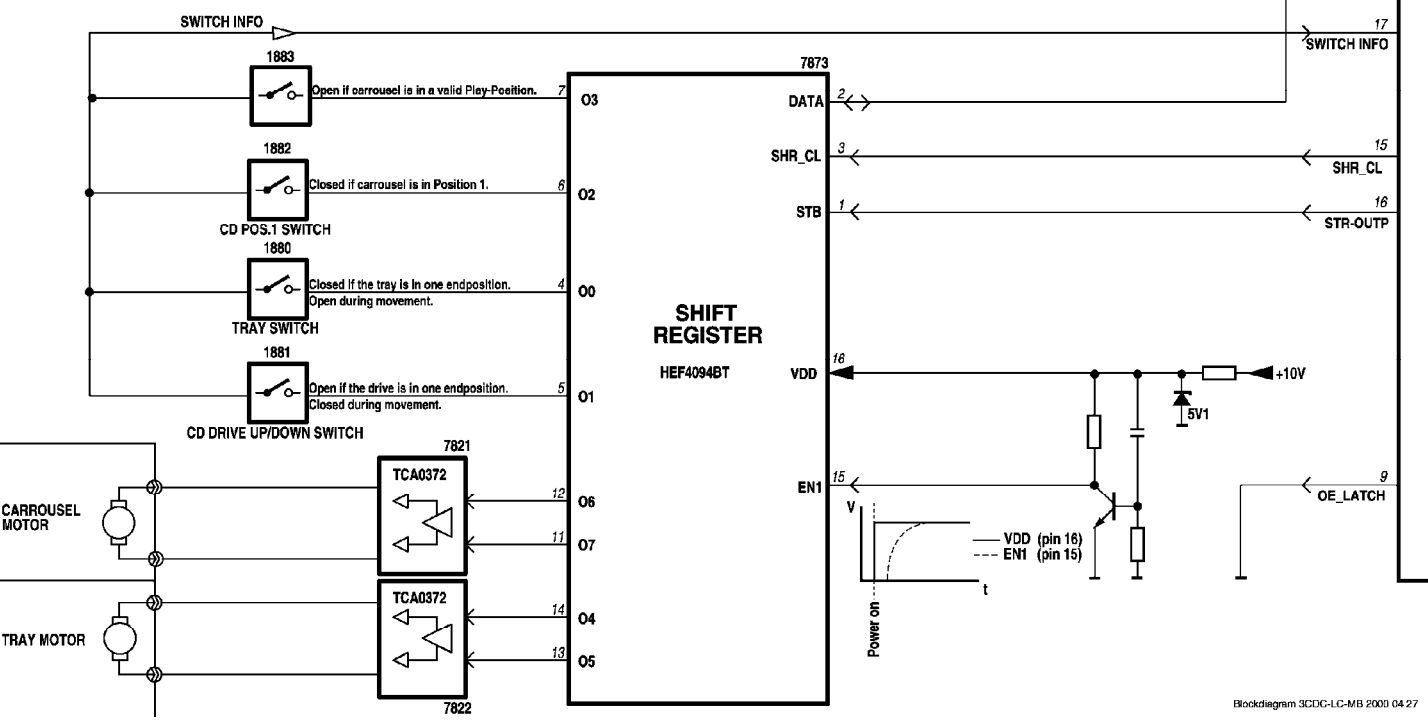 SWITCH INFO
17
SWITCH INFO
1883
Open if carrousel is in a valid Play-Position.
7
O3
7873
DATA
2
1882
Closed if carrousel is in Position 1.
6
O2
CD POS.1 SWITCH
SHR_CL
3
15
SHR_CL
STB
1
16
STR-OUTP
1880
Closed if the tray is in one endposition.
Open during movement.
4
O0
TRAY SWITCH
SHIFT
REGISTER
HEF4094BT
1881
Open if the drive is in one endposition.
Closed during movement.
5
O1
CD DRIVE UP/DOWN SWITCH
VDD
16
+10V
5V1
7821
TCA0372
12
O6
11
O7
CARROUSEL
MOTOR
EN1
15
9
OE_LATCH
V
VDD (pin 16)
EN1 (pin 15)
t
Power on
TCA0372
14
O4
13
O5
TRAY MOTOR
7822
Blockdiagram 3CDC-LC-MB 2000 04 27